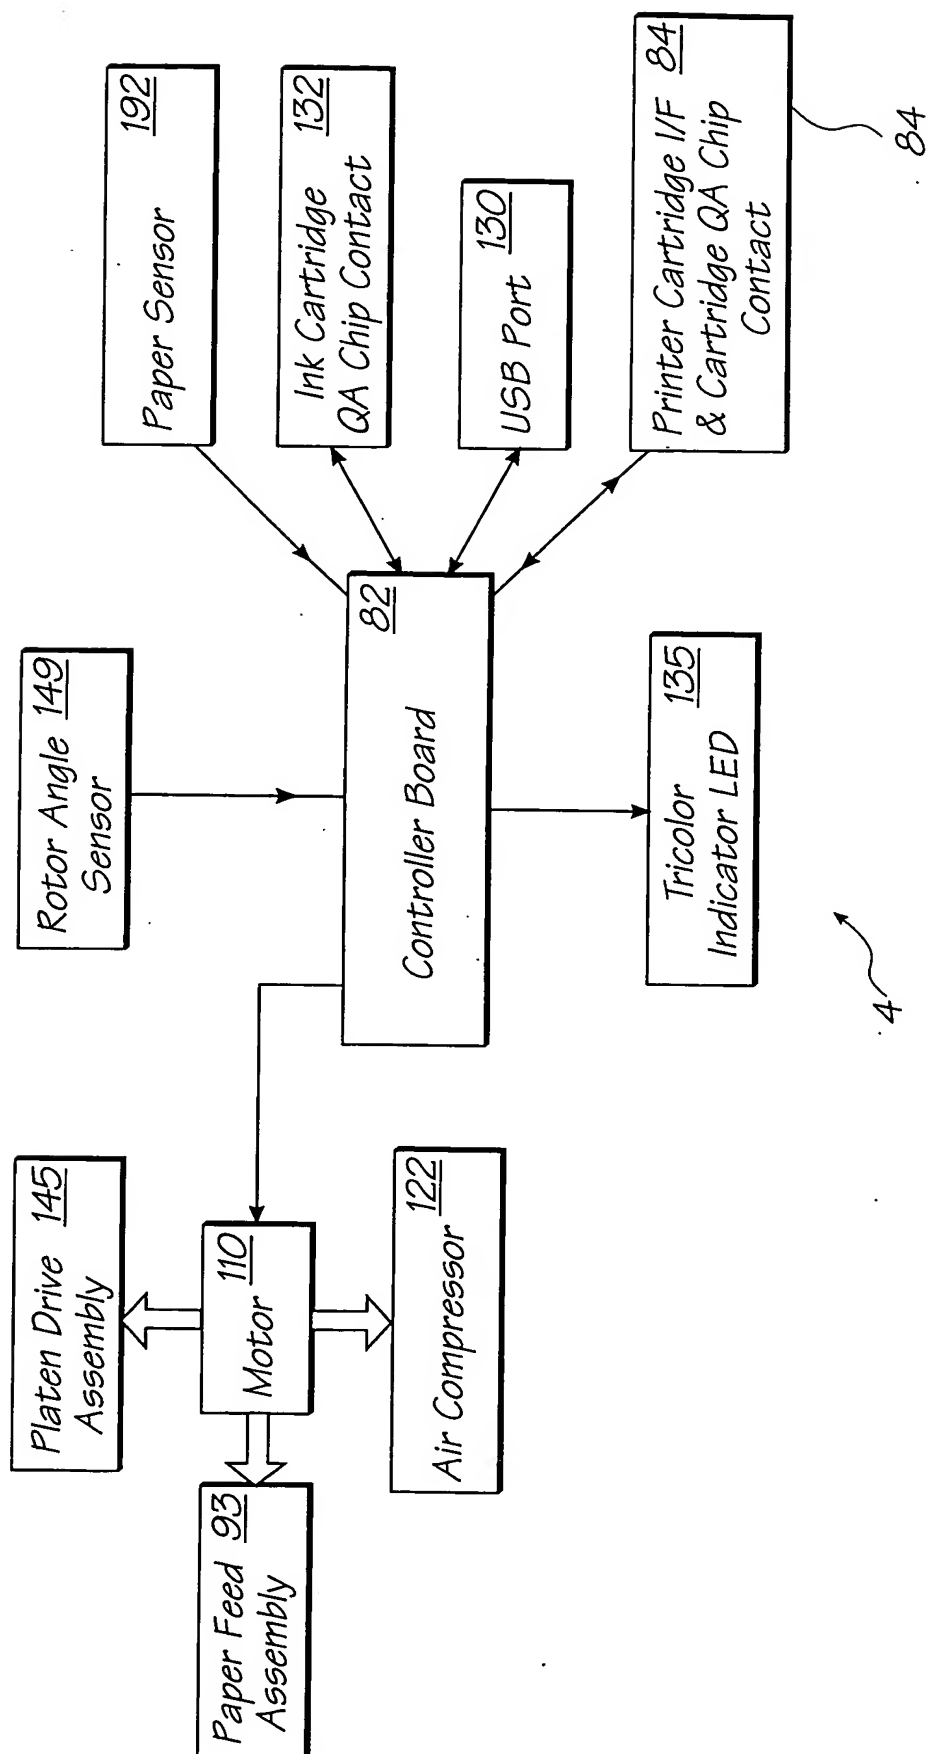 Paper Feed 93
Assembly
Platen Drive 145
Assembly
Motor 110
Air Compressor 122
Rotor Angle 149
Sensor
Controller Board 82
Tricolor 135
Indicator LED
Paper Sensor 192
Ink Cartridge 132
QA Chip Contact
USB Port 130
Printer Cartridge I/F 84
& Cartridge QA Chip
Contact
84
4